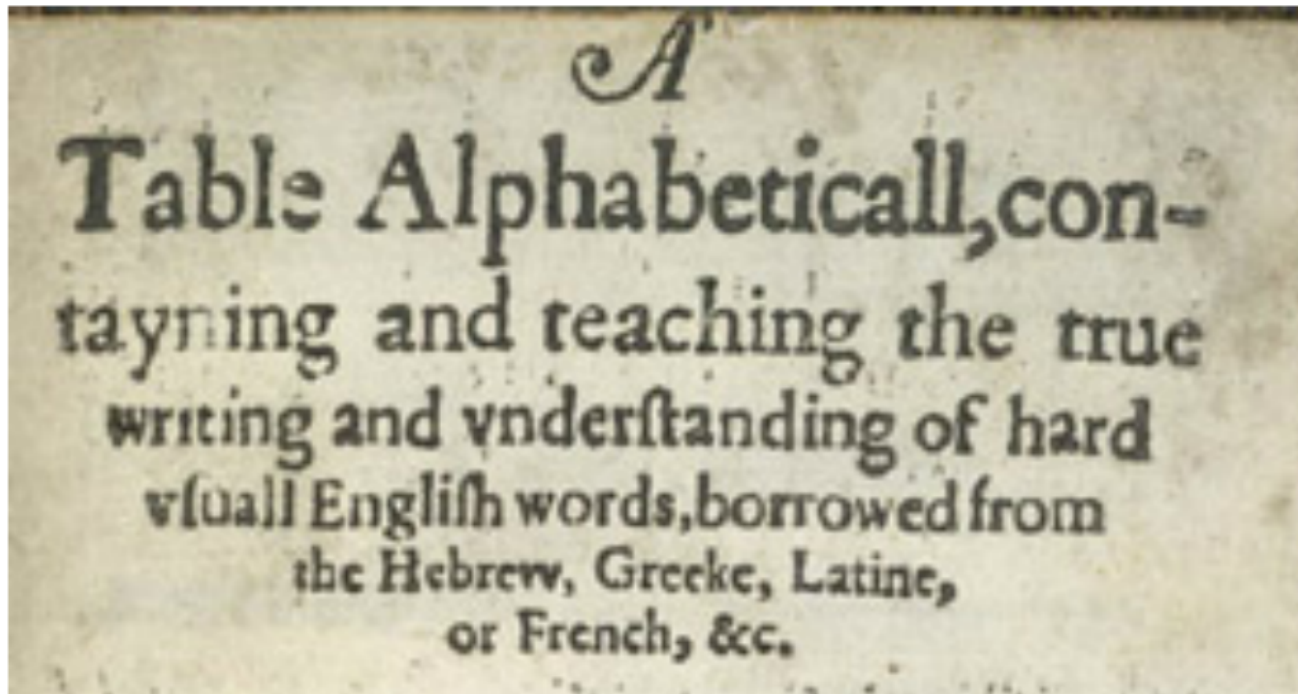 A
Table Alphabeticall,con-
tayning and teaching the true
writing and vnderſtanding of hard
vſuall Engliſh words,borrowed from
the Hebrew, Greeke, Latine,
or French, &c.